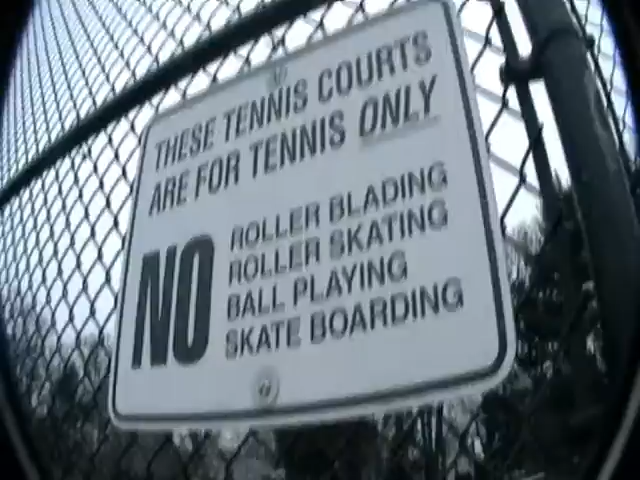 THESE TENNIS COURTS
ARE FOR TENNIS ONLY
NO
ROLLER BLADING
ROLLER SKATING
BALL PLAYING
SKATE BOARDING